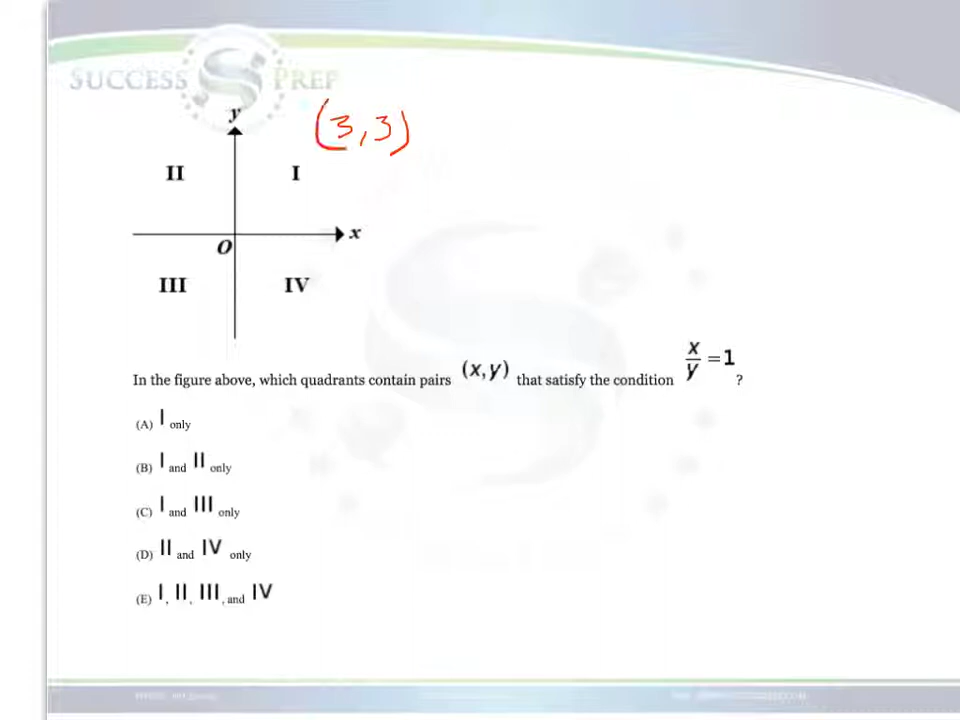 SUCCESS PREP
y
(3,3)
II I
O x
III IV
In the figure above, which quadrants contain pairs (x,y) that satisfy the condition x/y = 1 ?
(A) I only
(B) I and II only
(C) I and III only
(D) II and IV only
(E) I, II, III, and IV